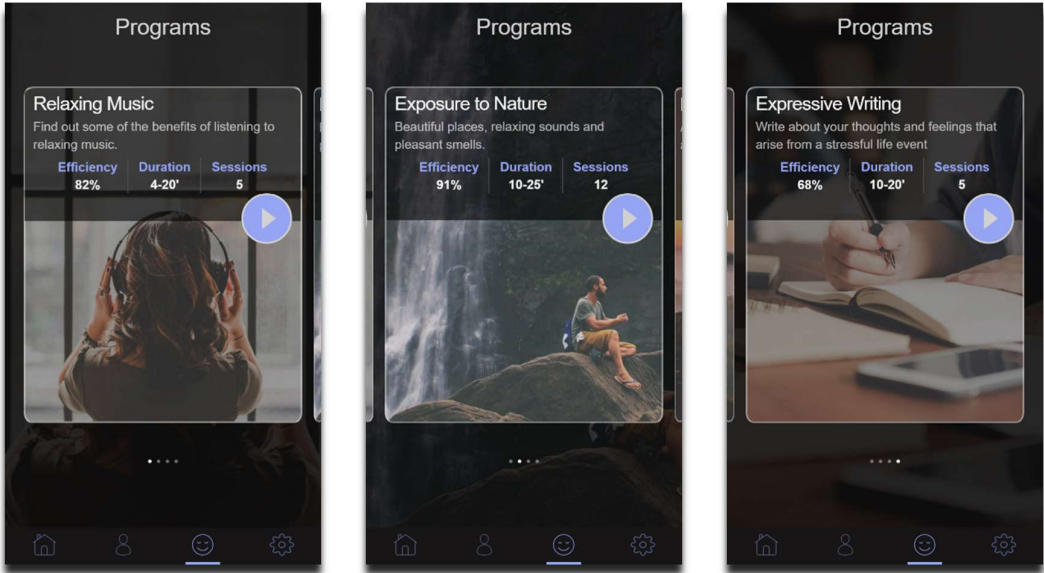 Programs
Relaxing Music
Find out some of the benefits of listening to
relaxing music.
Efficiency Duration Sessions
82% 4-20' 5
Programs
Exposure to Nature
Beautiful places, relaxing sounds and
pleasant smells.
Efficiency Duration Sessions
91% 10-25' 12
Programs
Expressive Writing
Write about your thoughts and feelings that
arise from a stressful life event
Efficiency Duration Sessions
68% 10-20' 5